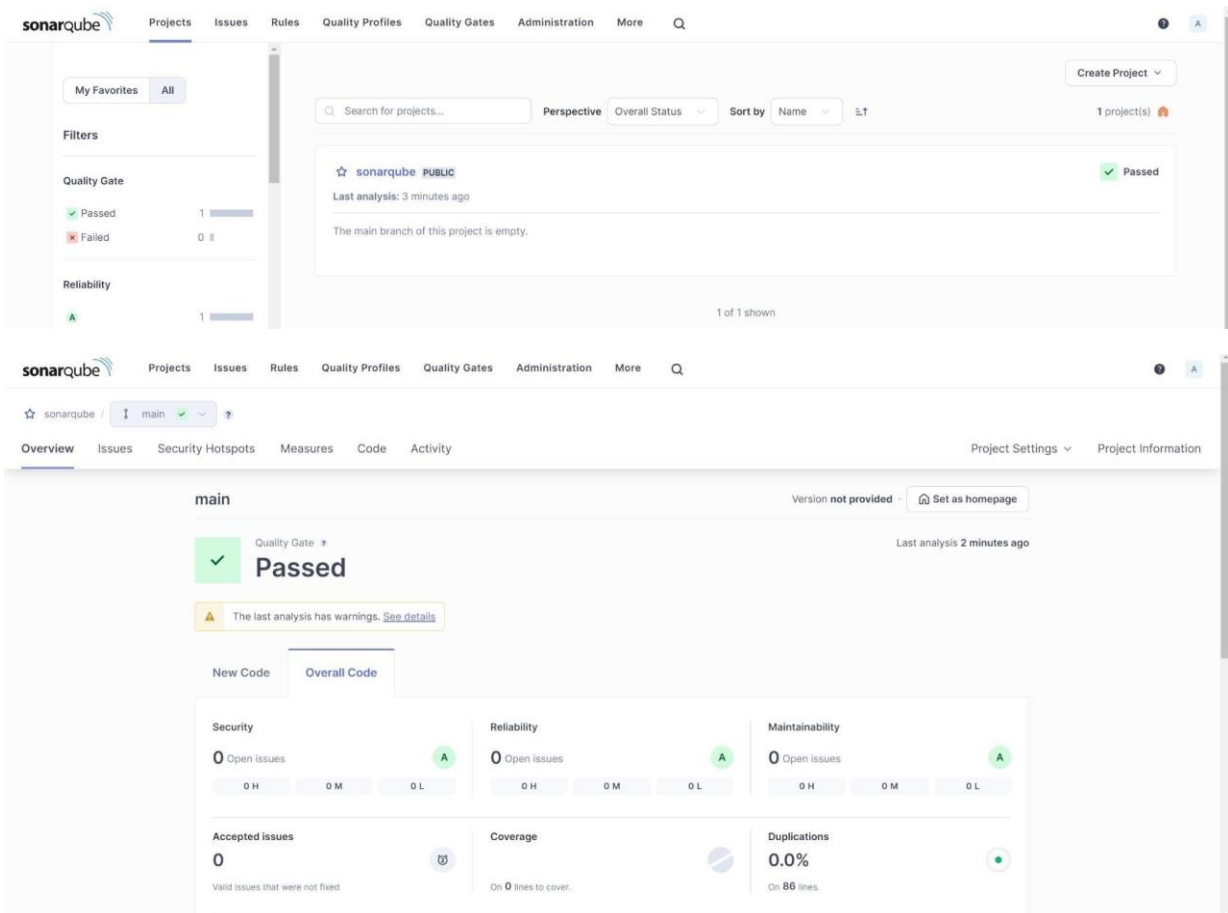 sonarqube Projects Issues Rules Quality Profiles Quality Gates Administration More A
My Favorites All
Create Project
Search for projects... Perspective Overall Status Sort by Name 1 project(s)
Filters
sonarqube PUBLIC Passed
Quality Gate
Last analysis: 3 minutes ago
Passed 1
The main branch of this project is empty.
Failed 0
Reliability
A 1
1 of 1 shown
sonarqube Projects Issues Rules Quality Profiles Quality Gates Administration More A
sonarqube / main
Overview Issues Security Hotspots Measures Code Activity Project Settings Project Information
main Version not provided · Set as homepage
Quality Gate Last analysis 2 minutes ago
Passed
The last analysis has warnings. See details
New Code Overall Code
Security Reliability Maintainability
0 Open issues A 0 Open issues A 0 Open issues A
0 H 0 M 0 L 0 H 0 M 0 L 0 H 0 M 0 L
Accepted issues Coverage Duplications
0 0.0%
Valid issues that were not fixed On 0 lines to cover. On 86 lines.